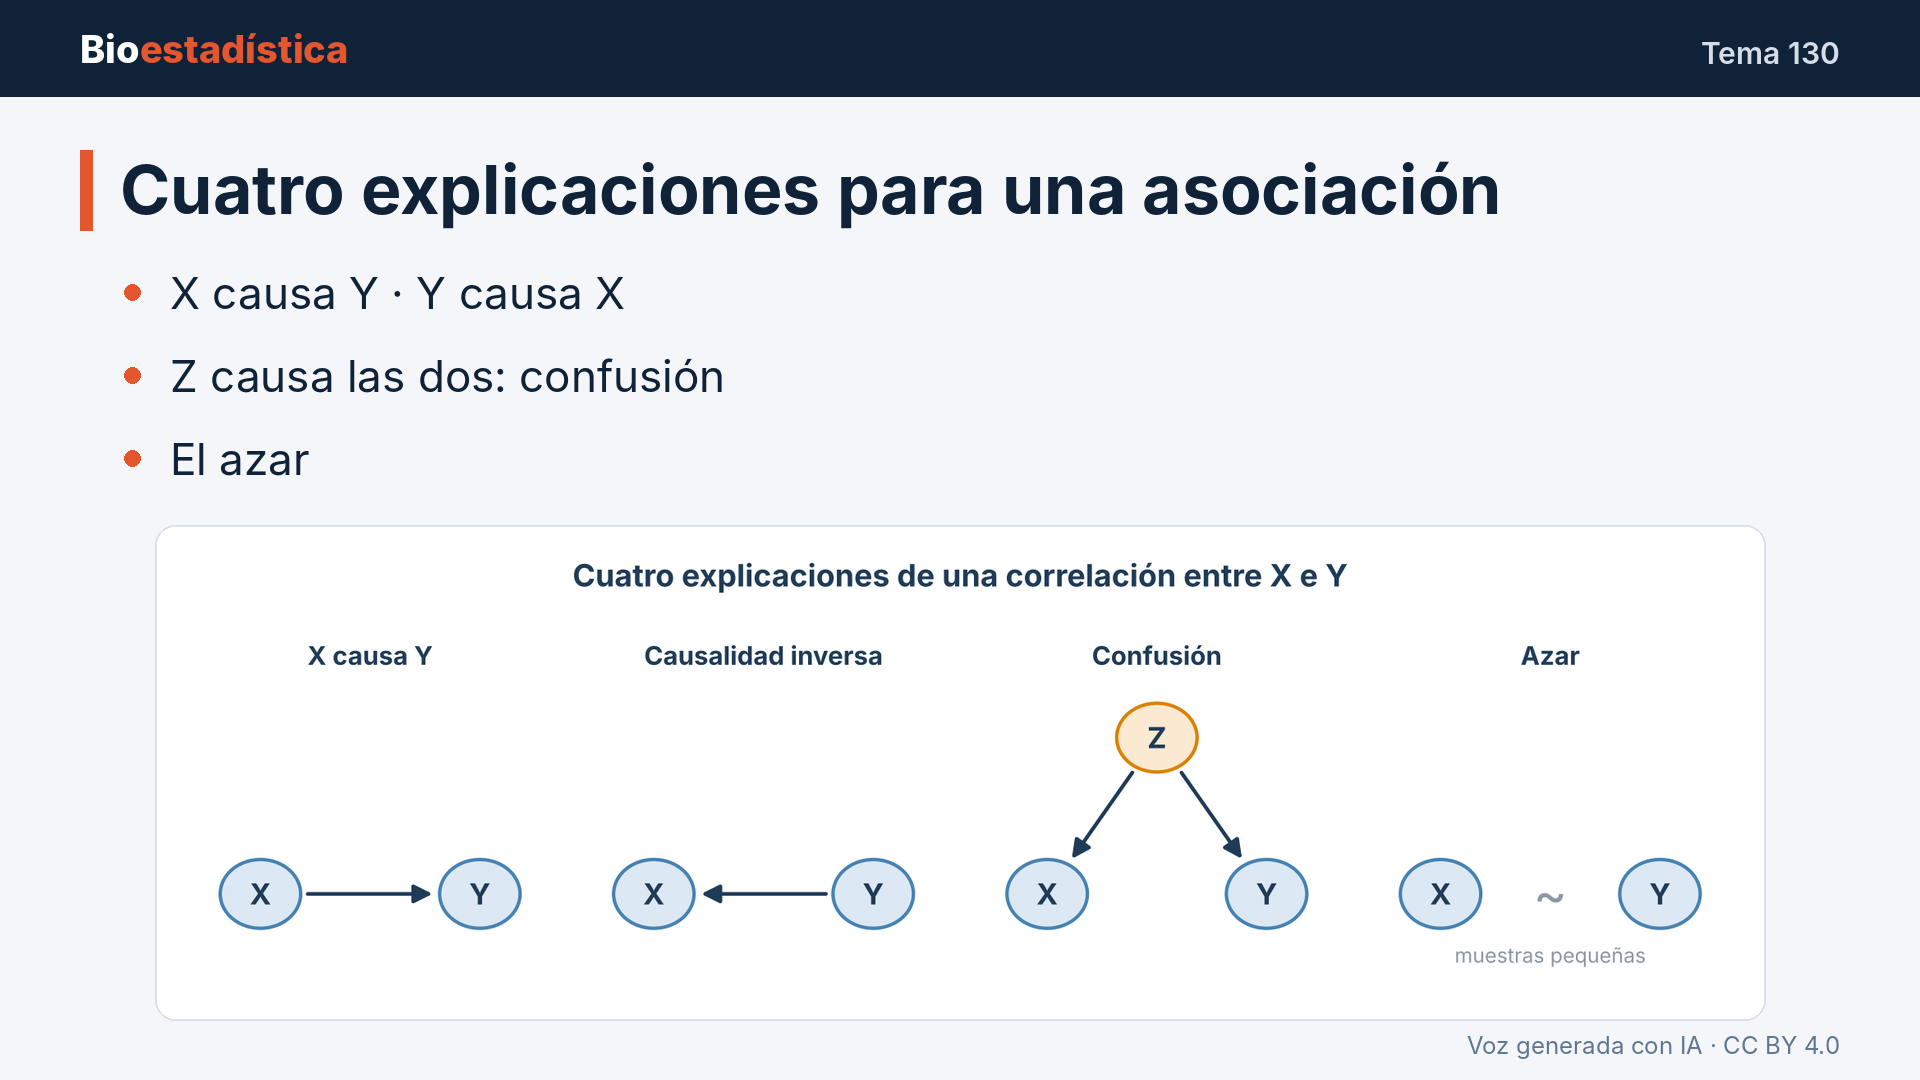 Bioestadística
Tema 130
Cuatro explicaciones para una asociación
• X causa Y · Y causa X
• Z causa las dos: confusión
• El azar
Cuatro explicaciones de una correlación entre X e Y
X causa Y
Causalidad inversa
Confusión
Azar
Z
X
Y
X
Y
X
Y
X
~
Y
muestras pequeñas
Voz generada con IA · CC BY 4.0